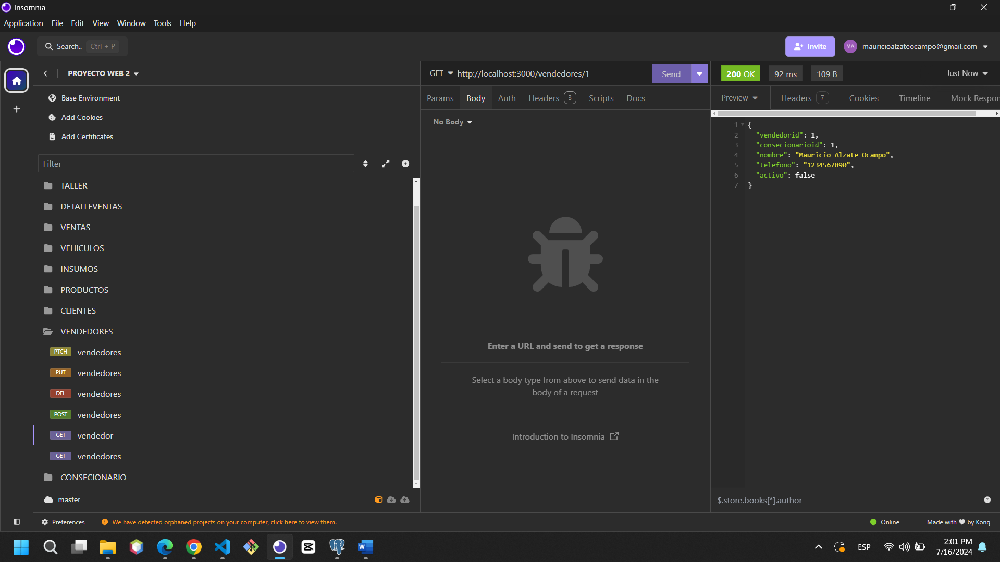 Insomnia
Application File Edit View Window Tools Help
Search.. Ctrl + P
Invite
MA mauricioalzateocampo@gmail.com
PROYECTO WEB 2
Base Environment
Add Cookies
Add Certificates
Filter
TALLER
DETALLEVENTAS
VENTAS
VEHICULOS
INSUMOS
PRODUCTOS
CLIENTES
VENDEDORES
PTCH vendedores
PUT vendedores
DEL vendedores
POST vendedores
GET vendedor
GET vendedores
CONSECIONARIO
master
GET http://localhost:3000/vendedores/1 Send
Params Body Auth Headers 3 Scripts Docs
No Body
Enter a URL and send to get a response
Select a body type from above to send data in the
body of a request
Introduction to Insomnia
200 OK 92 ms 109 B Just Now
Preview Headers 7 Cookies Timeline Mock Respor
1 {
2 "vendedorid": 1,
3 "consecionarioid": 1,
4 "nombre": "Mauricio Alzate Ocampo",
5 "telefono": "1234567890",
6 "activo": false
7 }
$.store.books[*].author
Preferences We have detected orphaned projects on your computer, click here to view them. Online Made with by Kong
ESP
2:01 PM
7/16/2024